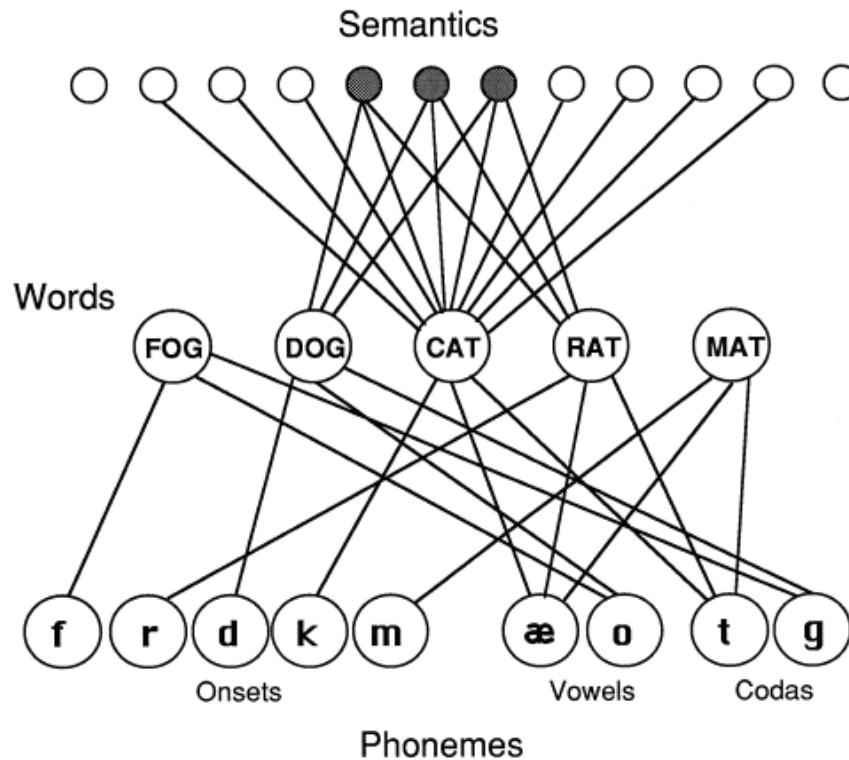 Semantics
Words
FOG DOG CAT RAT MAT
f r d k m æ o t g
Onsets Vowels Codas
Phonemes